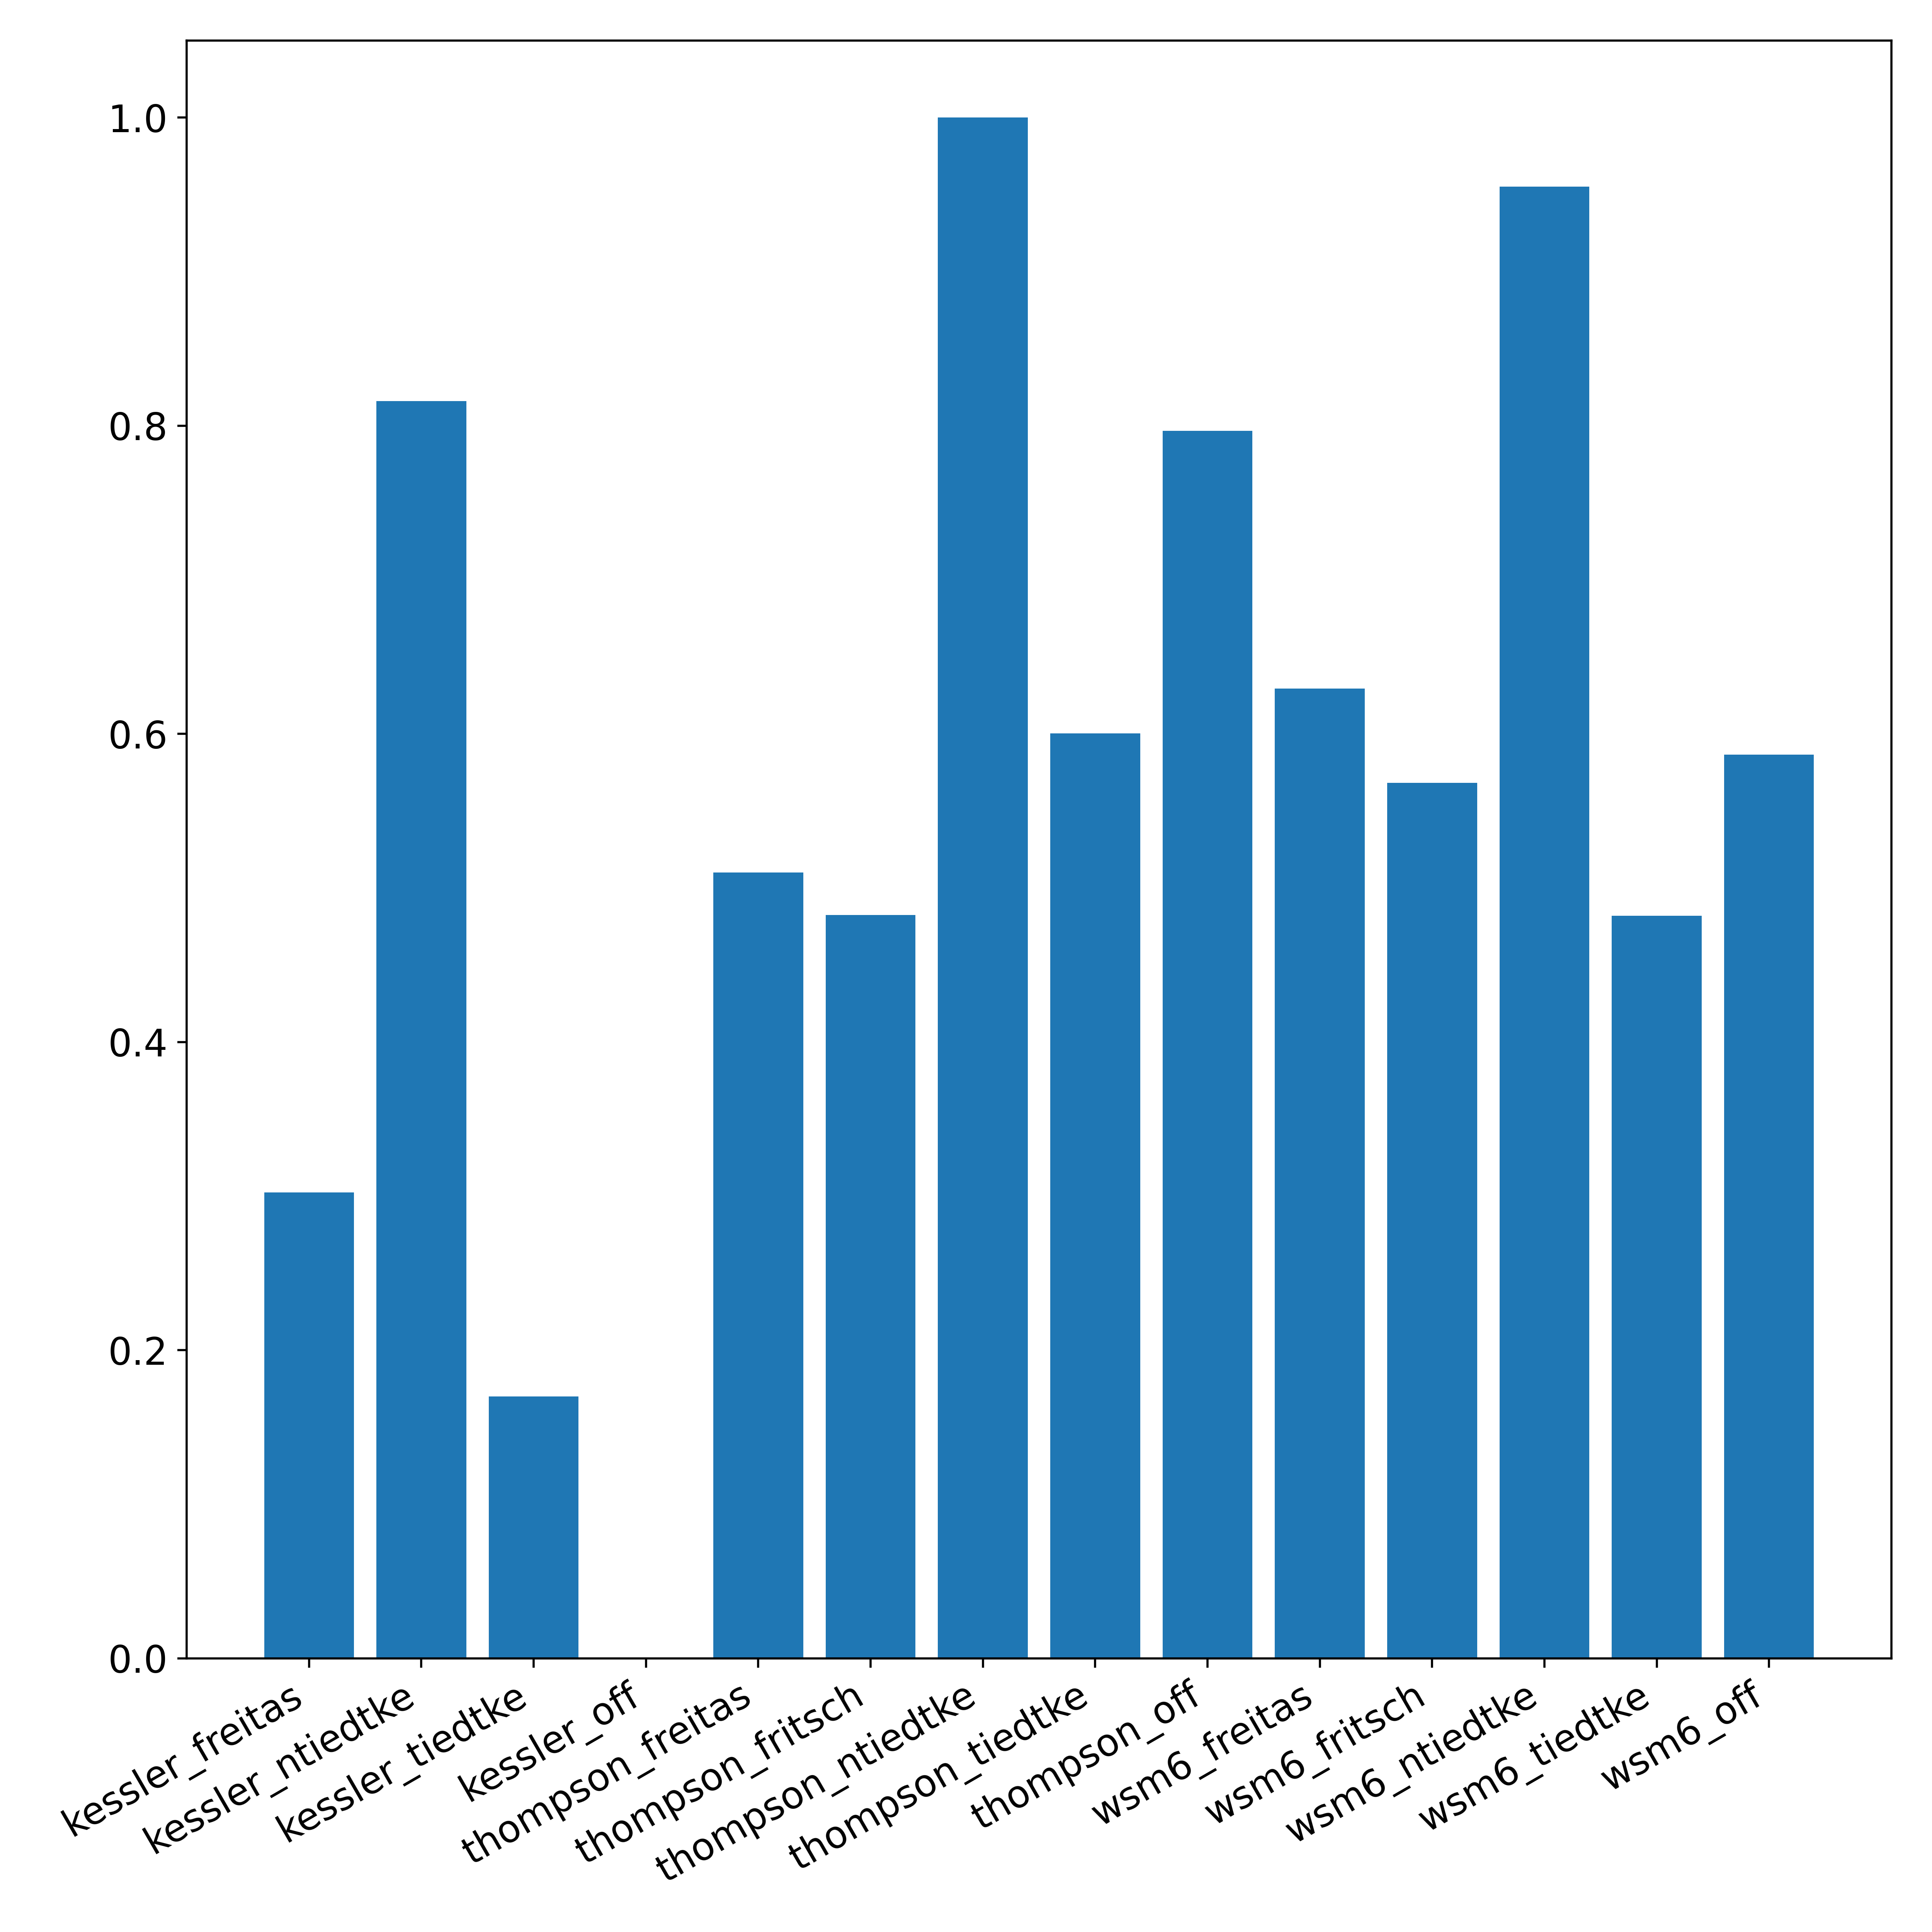 1.0
0.8
0.6
0.4
0.2
0.0
kessler_freitas
kessler_ntiedtke
kessler_tiedtke
kessler_off
thompson_freitas
thompson_fritsch
thompson_ntiedtke
thompson_tiedtke
thompson_off
wsm6_freitas
wsm6_fritsch
wsm6_ntiedtke
wsm6_tiedtke
wsm6_off